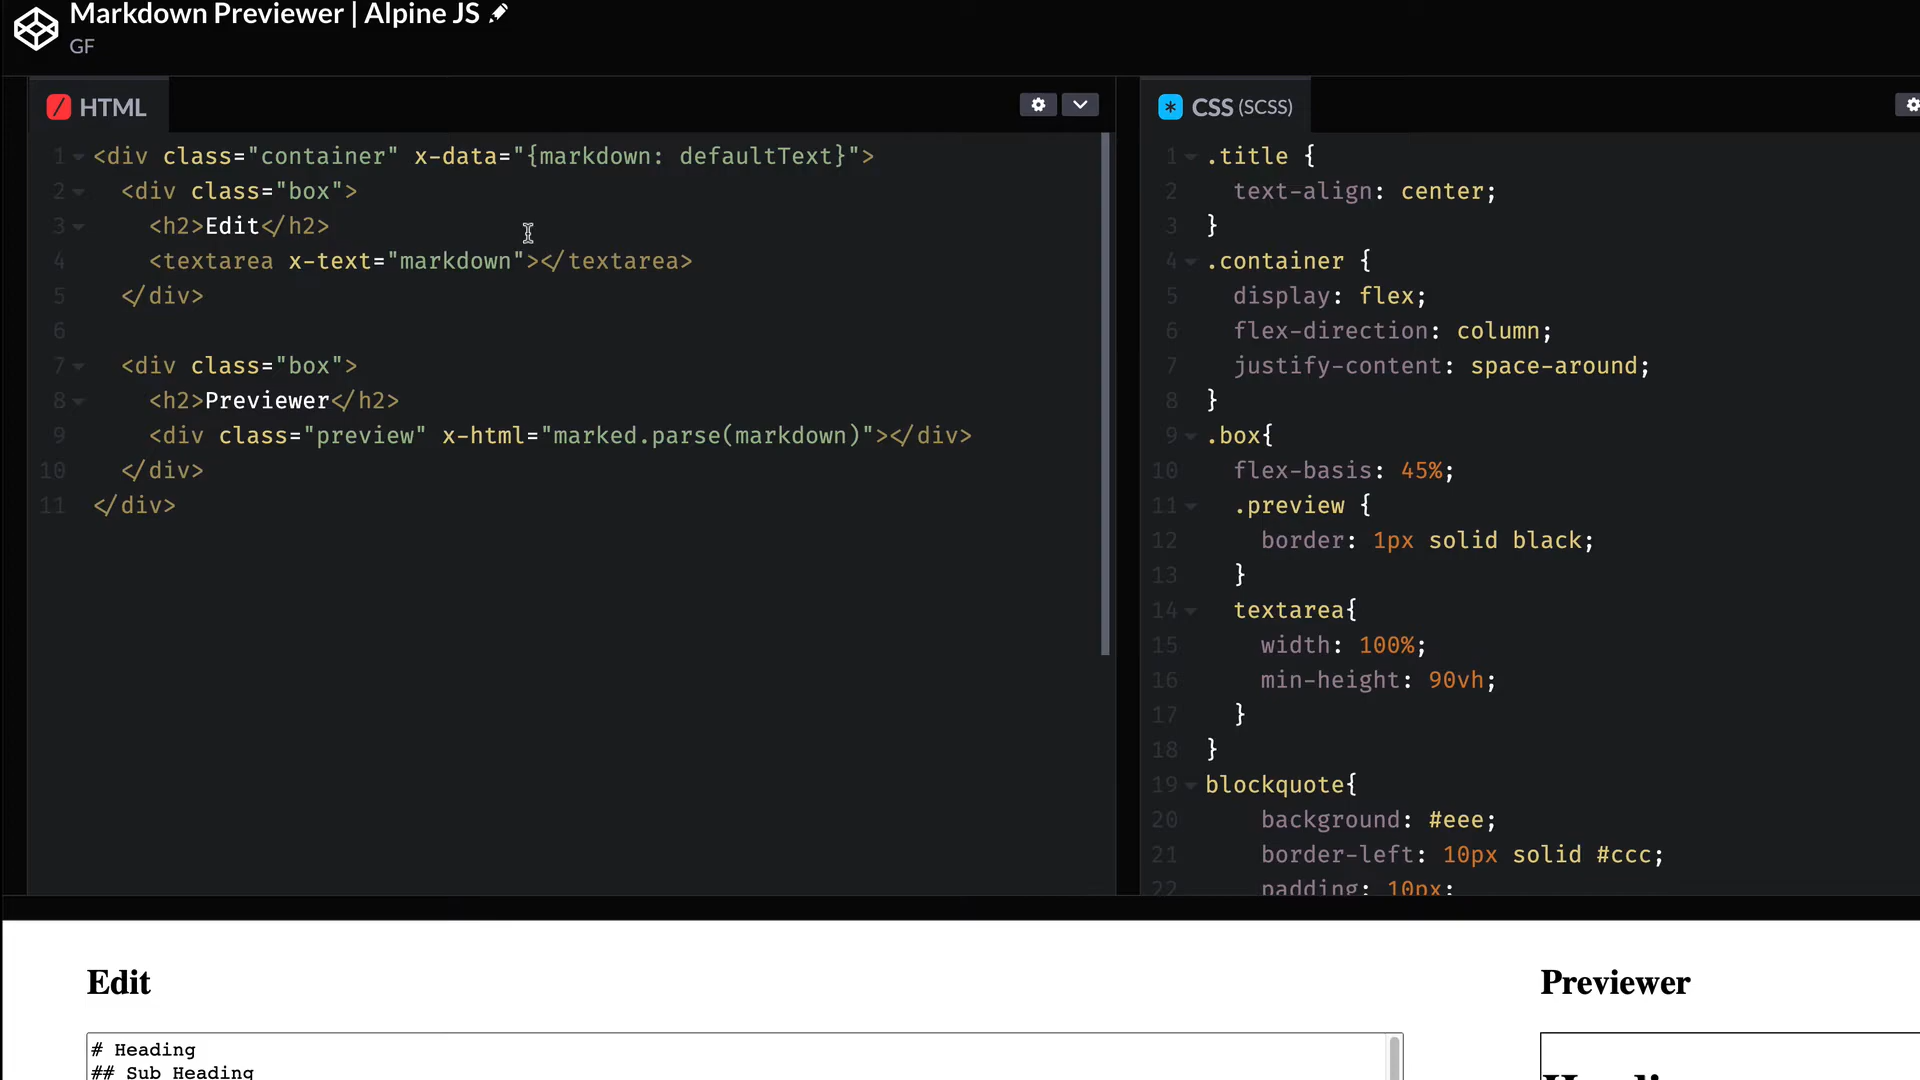 Markdown Previewer | Alpine JS
GF
HTML
1 <div class="container" x-data="{markdown: defaultText}">
2 <div class="box">
3 <h2>Edit</h2>
4 <textarea x-text="markdown"></textarea>
5 </div>
6
7 <div class="box">
8 <h2>Previewer</h2>
9 <div class="preview" x-html="marked.parse(markdown)"></div>
10 </div>
11 </div>
CSS (SCSS)
1 .title {
2 text-align: center;
3 }
4 .container {
5 display: flex;
6 flex-direction: column;
7 justify-content: space-around;
8 }
9 .box{
10 flex-basis: 45%;
11 .preview {
12 border: 1px solid black;
13 }
14 textarea{
15 width: 100%;
16 min-height: 90vh;
17 }
18 }
19 blockquote{
20 background: #eee;
21 border-left: 10px solid #ccc;
22 padding: 10px;
Edit
# Heading
## Sub Heading
Previewer